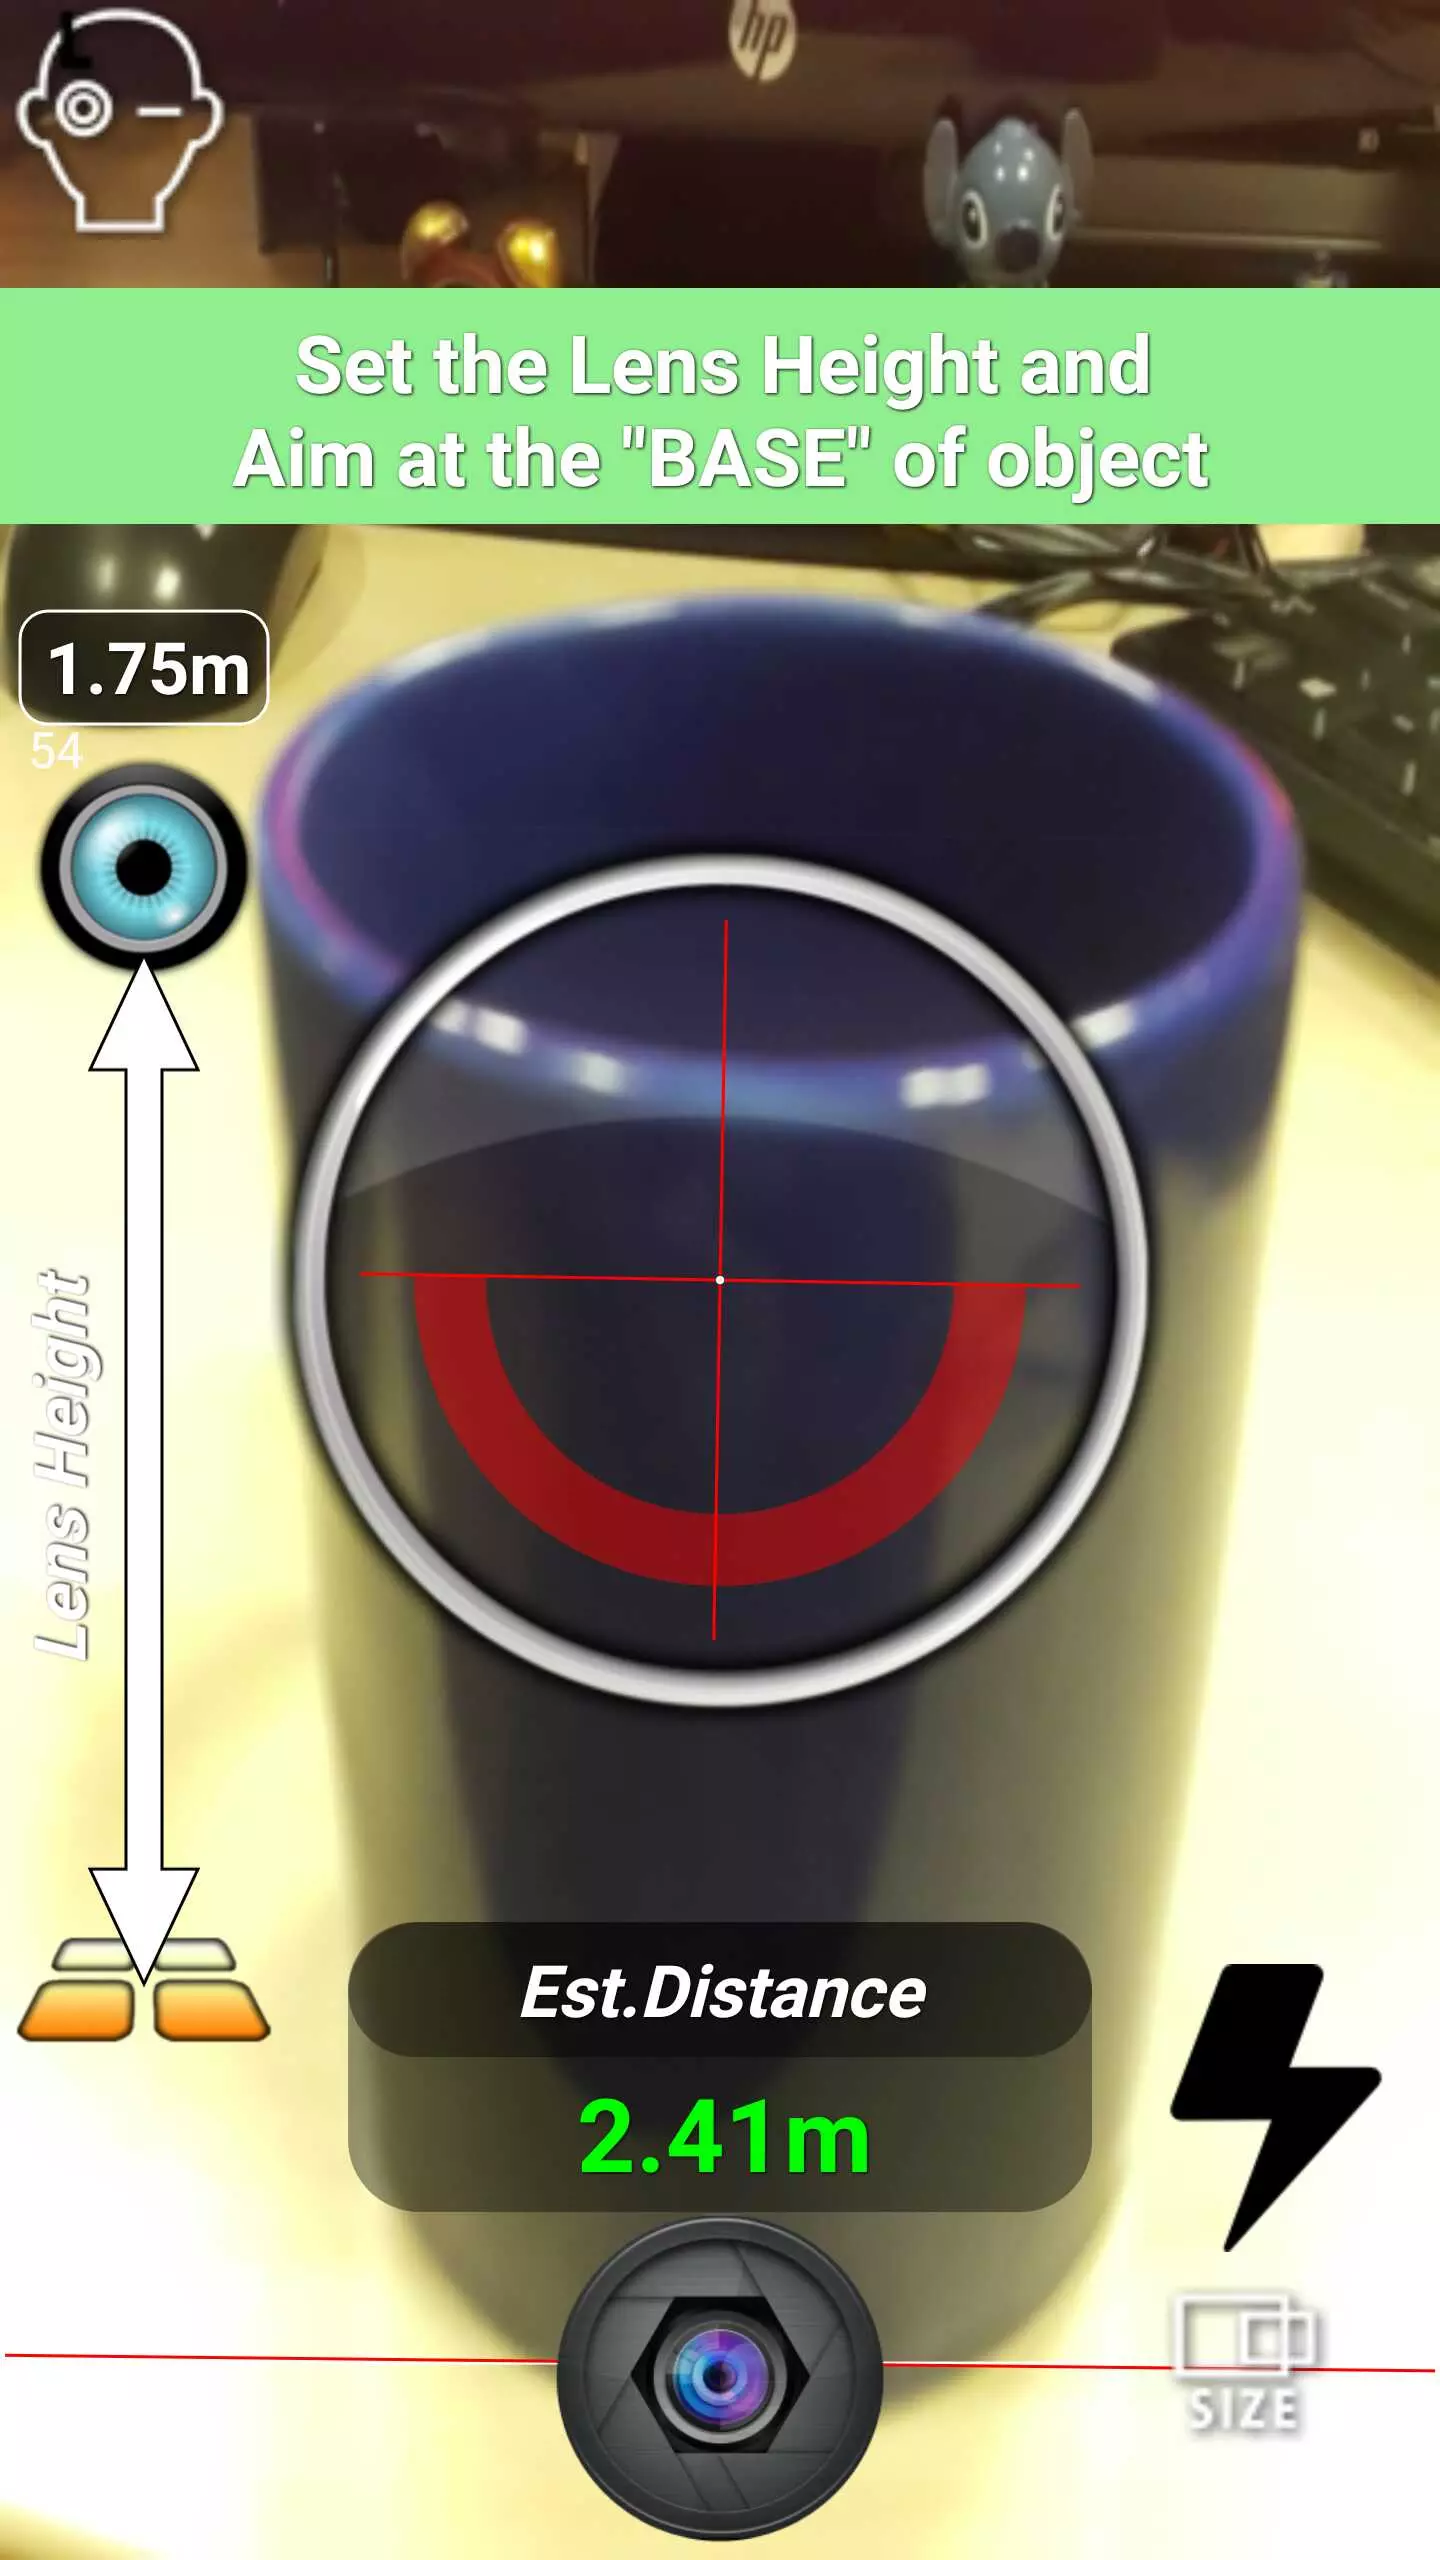 L
hp
Set the Lens Height and
Aim at the "BASE" of object
1.75m
54
Lens Height
Est.Distance
2.41m
SIZE